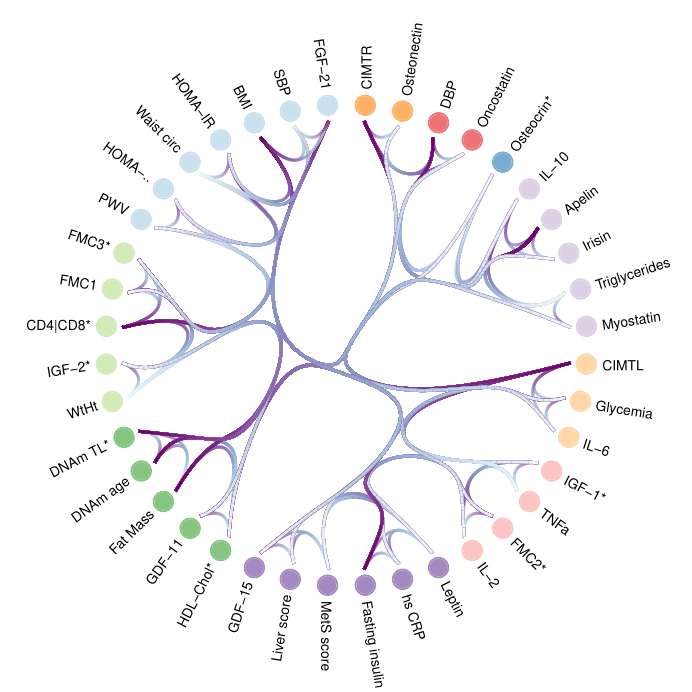 FGF-21
CIMTR
Osteonectin
DBP
Oncostatin
Osteocrin*
IL-10
Apelin
Irisin
Triglycerides
Myostatin
CIMTL
Glycemia
IL-6
IGF-1*
TNFa
FMC2*
IL-2
Leptin
hs CRP
Fasting insulin
MetS score
Liver score
GDF-15
HDL-Chol*
GDF-11
Fat Mass
DNAm age
DNAm TL*
WtHt
IGF-2*
CD4|CD8*
FMC1
FMC3*
PWV
HOMA-..
Waist circ
HOMA-IR
BMI
SBP